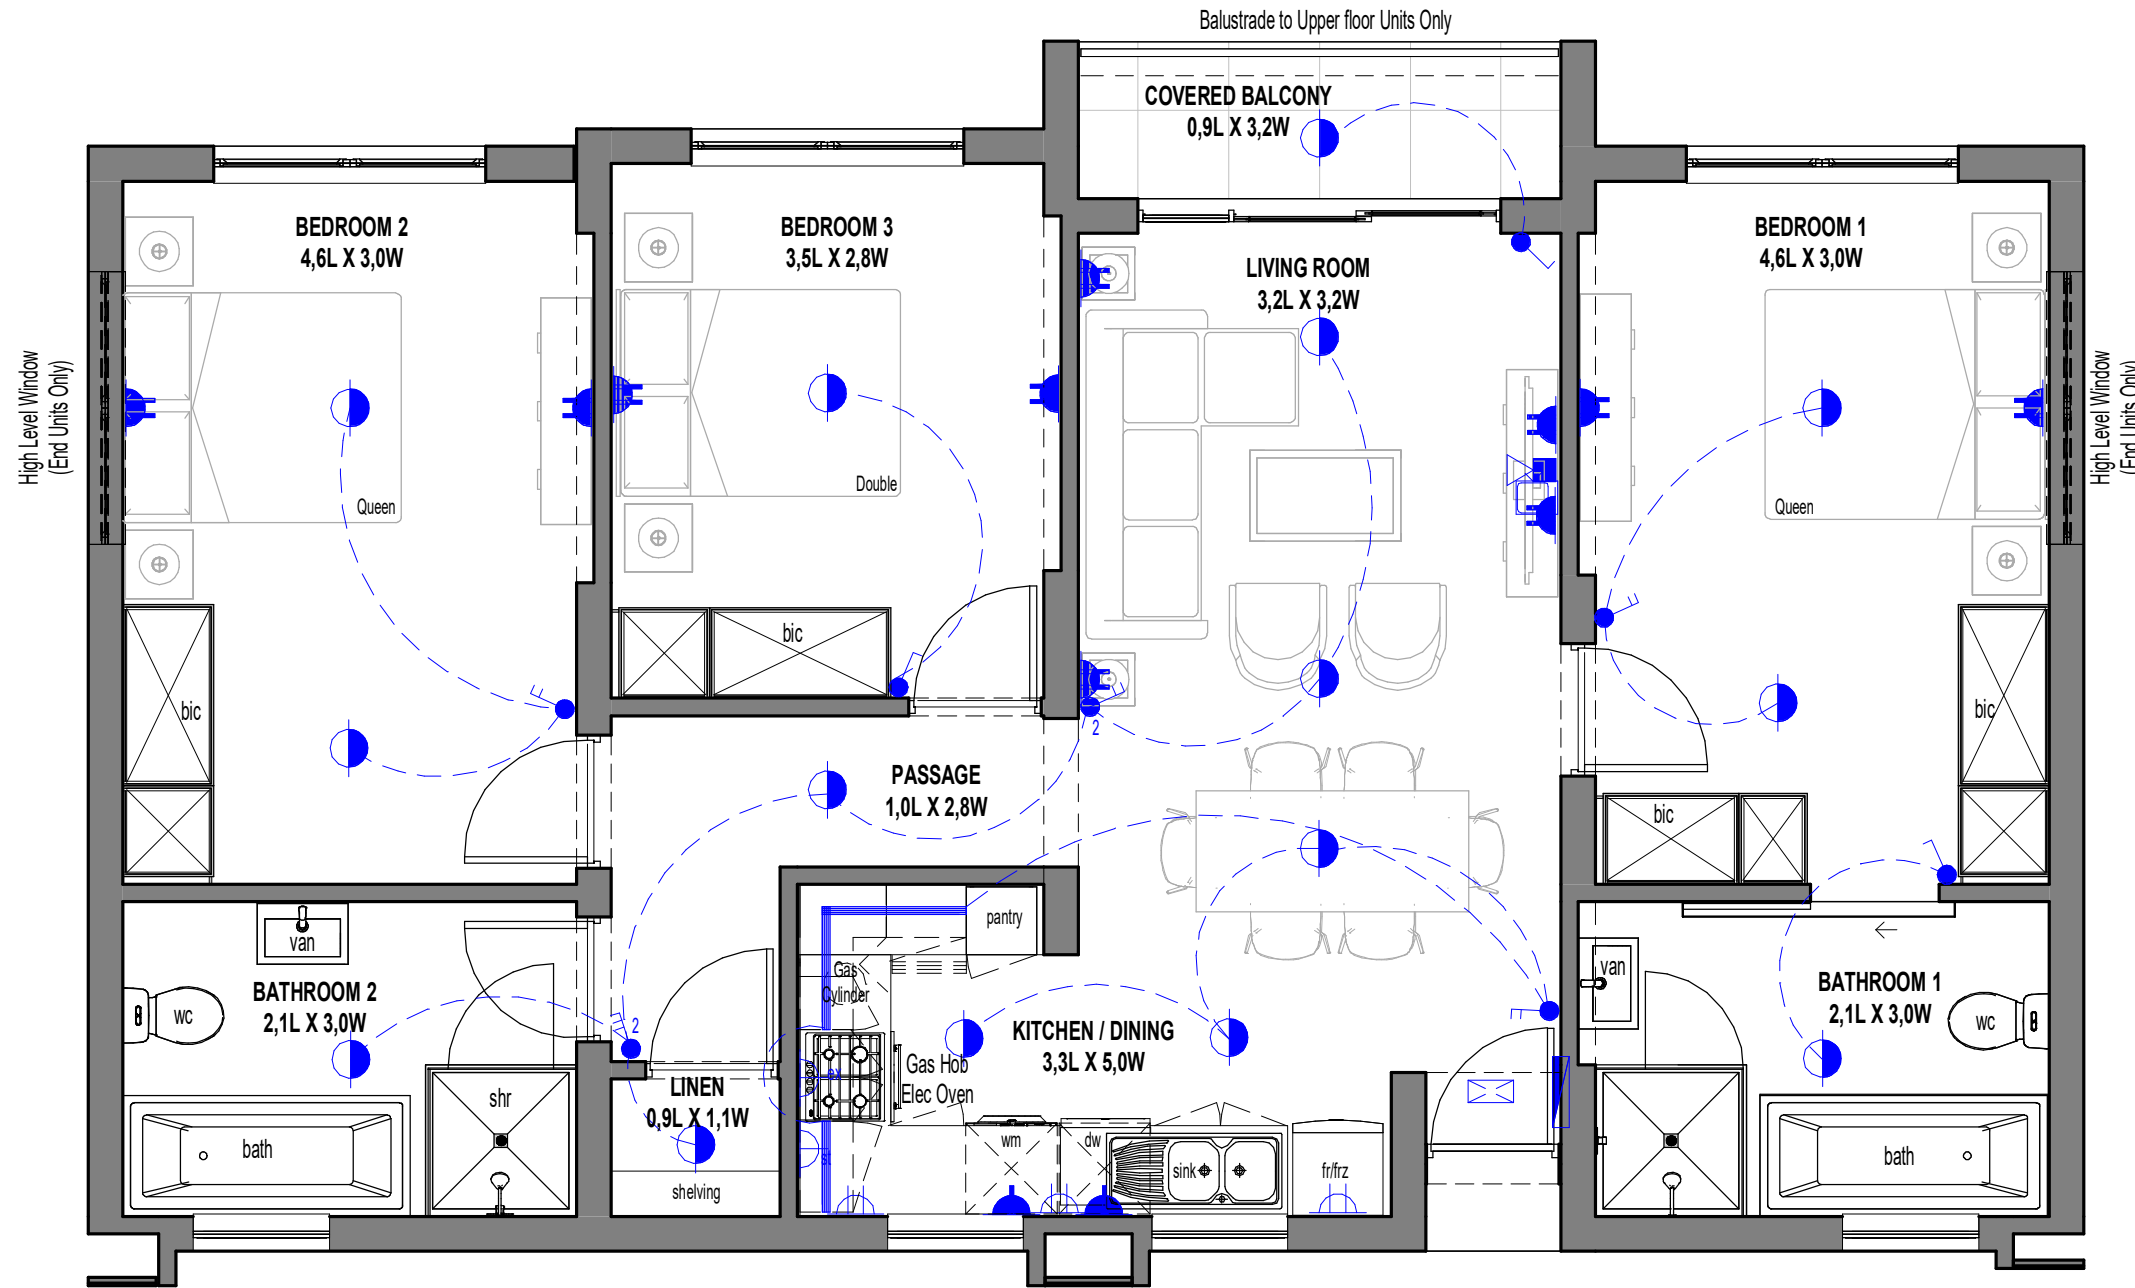 Balustrade to Upper floor Units Only
COVERED BALCONY
0,9L X 3,2W
BEDROOM 2
4,6L X 3,0W
BEDROOM 3
3,5L X 2,8W
LIVING ROOM
3,2L X 3,2W
BEDROOM 1
4,6L X 3,0W
High Level Window
(End Units Only)
High Level Window
(End Units Only)
Queen
Double
Queen
bic
bic
bic
bic
2
PASSAGE
1,0L X 2,8W
pantry
van
BATHROOM 2
2,1L X 3,0W
wc
2
Gas
Cylinder
KITCHEN / DINING
3,3L X 5,0W
van
BATHROOM 1
2,1L X 3,0W
wc
Gas Hob
Elec Oven
ex
st
LINEN
0,9L X 1,1W
shelving
shr
bath
wm
dw
sink
fr/frz
bath